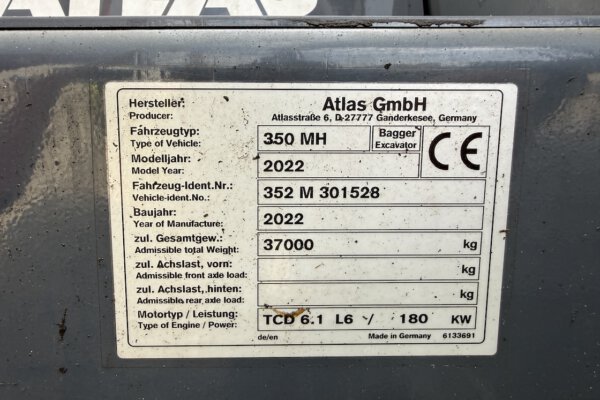 ATLAS
Hersteller: Atlas GmbH
Producer: Atlasstraße 6, D-27777 Ganderkesee, Germany
Fahrzeugtyp: 350 MH Bagger
Type of Vehicle: Excavator
CE
Modelljahr: 2022
Model Year:
Fahrzeug-Ident.Nr.: 352 M 301528
Vehicle-ident.No.:
Baujahr: 2022
Year of Manufacture:
zul. Gesamtgew.: 37000 kg
Admissible total Weight:
zul. Achslast, vorn: kg
Admissible front axle load:
zul. Achslast, hinten: kg
Admissible rear axle load:
Motortyp / Leistung: TCD 6.1 L6 / 180 KW
Type of Engine / Power:
de/en Made in Germany 6133691